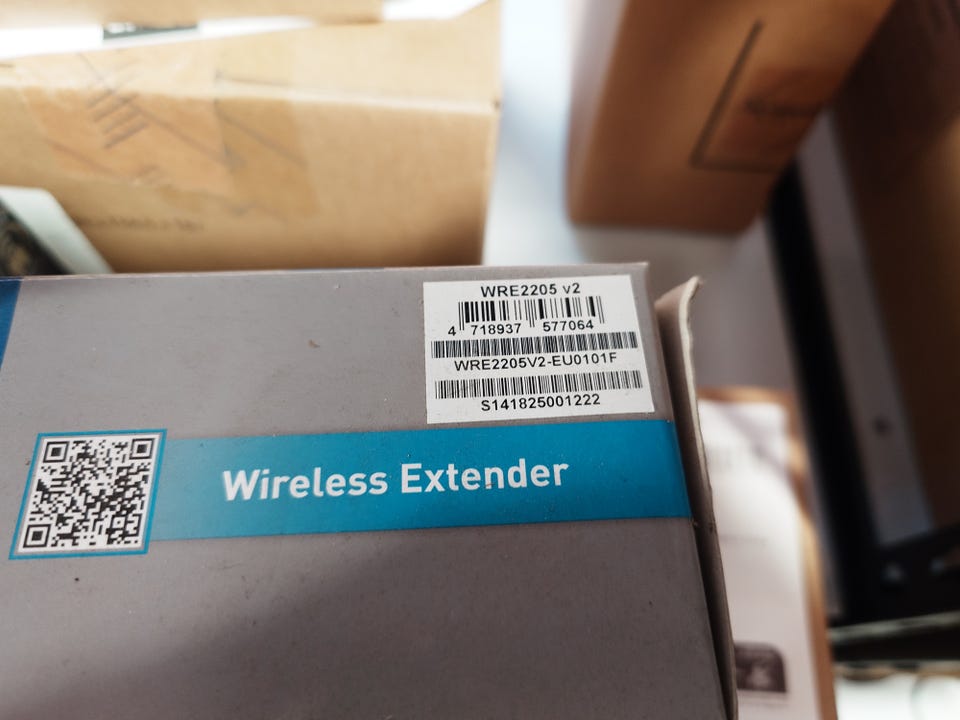 WRE2205 v2
4 718937 577064
WRE2205V2-EU0101F
S141825001222
Wireless Extender